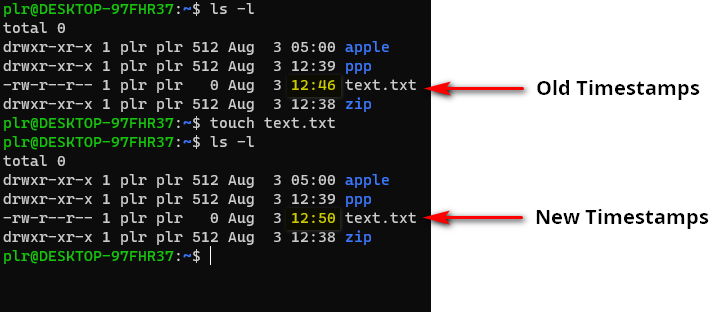 plr@DESKTOP-97FHR37:~$ ls -l
total 0
drwxr-xr-x 1 plr plr 512 Aug  3 05:00 apple
drwxr-xr-x 1 plr plr 512 Aug  3 12:39 ppp
-rw-r--r-- 1 plr plr   0 Aug  3 12:46 text.txt Old Timestamps
drwxr-xr-x 1 plr plr 512 Aug  3 12:38 zip
plr@DESKTOP-97FHR37:~$ touch text.txt
plr@DESKTOP-97FHR37:~$ ls -l
total 0
drwxr-xr-x 1 plr plr 512 Aug  3 05:00 apple
drwxr-xr-x 1 plr plr 512 Aug  3 12:39 ppp
-rw-r--r-- 1 plr plr   0 Aug  3 12:50 text.txt New Timestamps
drwxr-xr-x 1 plr plr 512 Aug  3 12:38 zip
plr@DESKTOP-97FHR37:~$